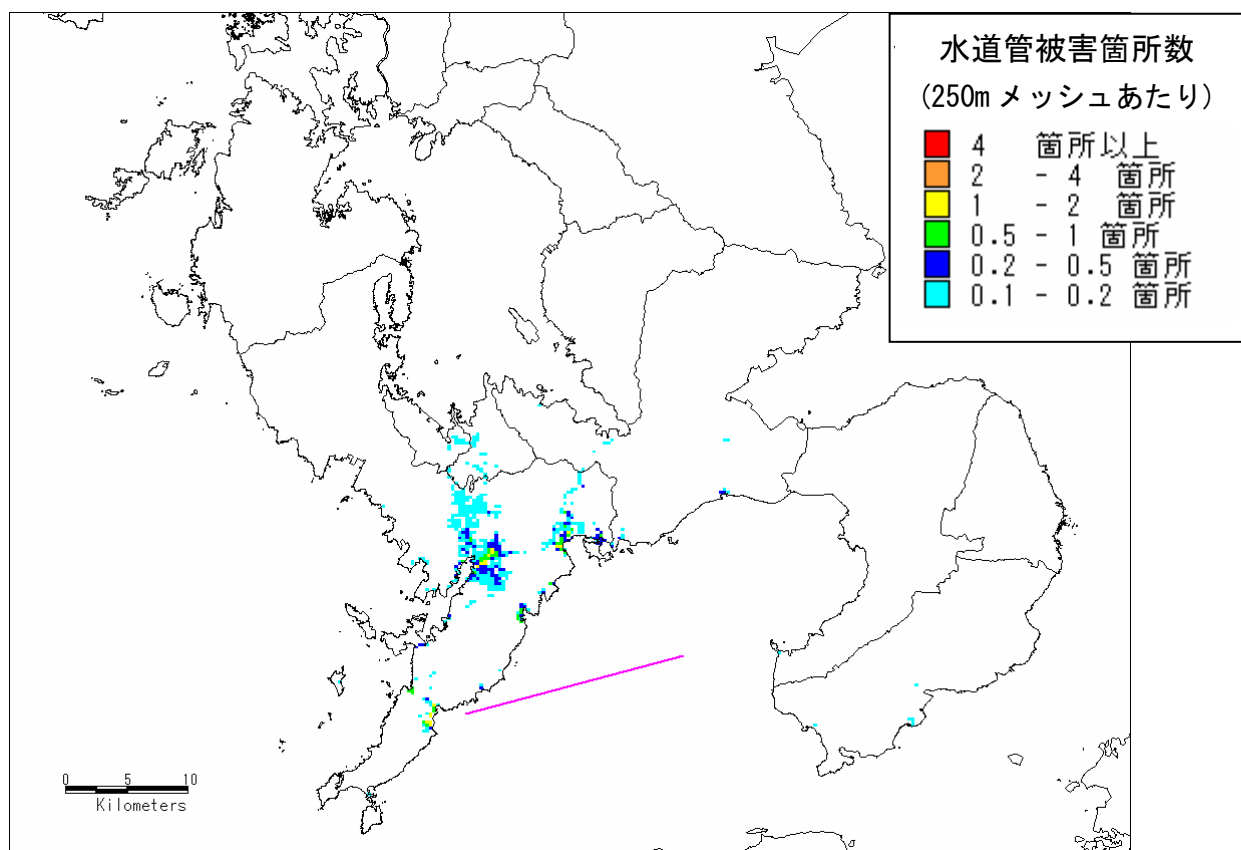 水道管被害箇所数
(250m メッシュあたり)
4 箇所以上
2 - 4 箇所
1 - 2 箇所
0.5 - 1 箇所
0.2 - 0.5 箇所
0.1 - 0.2 箇所
0 5 10
Kilometers